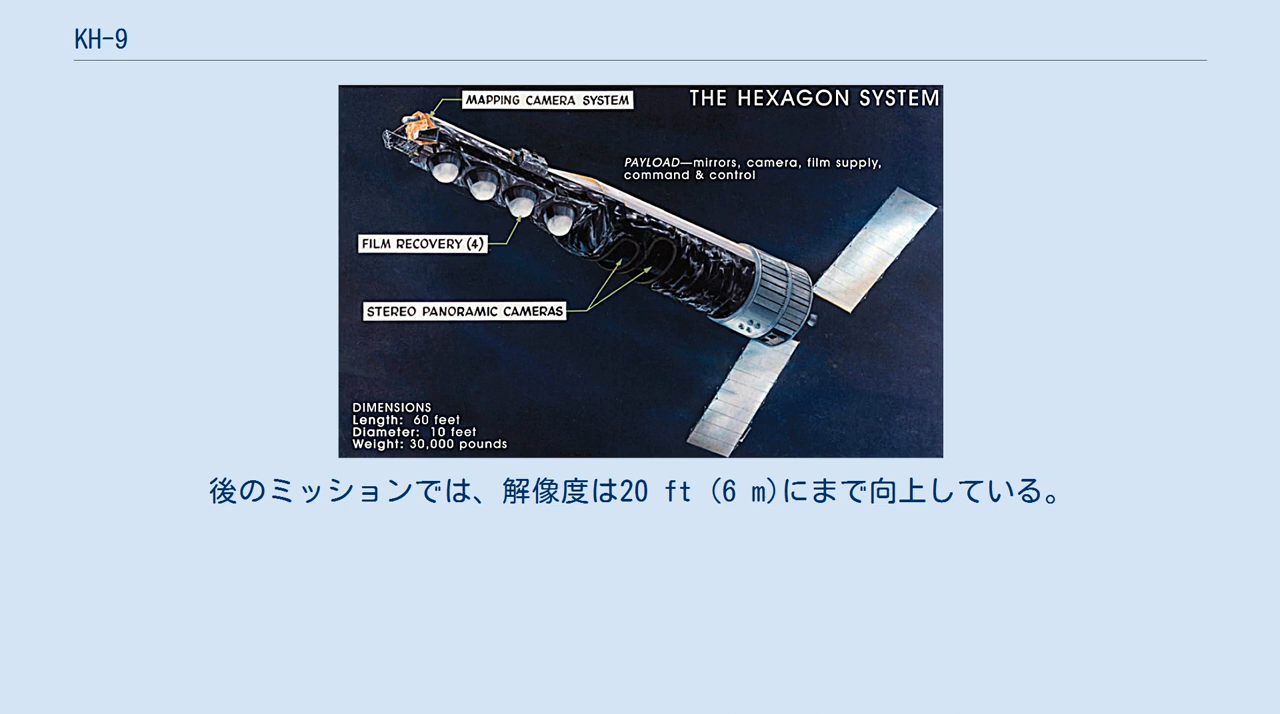 KH-9
THE HEXAGON SYSTEM
MAPPING CAMERA SYSTEM
PAYLOAD—mirrors, camera, film supply,
command & control
FILM RECOVERY (4)
STEREO PANORAMIC CAMERAS
DIMENSIONS
Length: 60 feet
Diameter: 10 feet
Weight: 30,000 pounds
後のミッションでは、解像度は20 ft (6 m)にまで向上している。